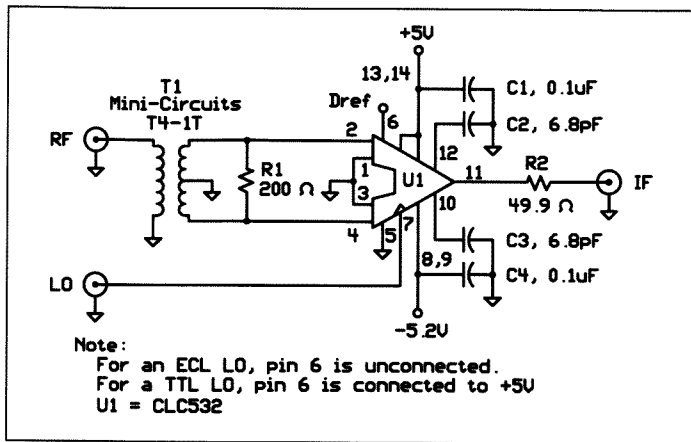 +5V
13,14
C1, 0.1uF
T1
Mini-Circuits
T4-1T
Dref
6
C2, 6.8pF
RF
2
12
R2
R1
200 Ω
1
U1
11
IF
3
10
49.9 Ω
4
5
7
C3, 6.8pF
8,9
C4, 0.1uF
LO
-5.2V
Note:
For an ECL LO, pin 6 is unconnected.
For a TTL LO, pin 6 is connected to +5V
U1 = CLC532